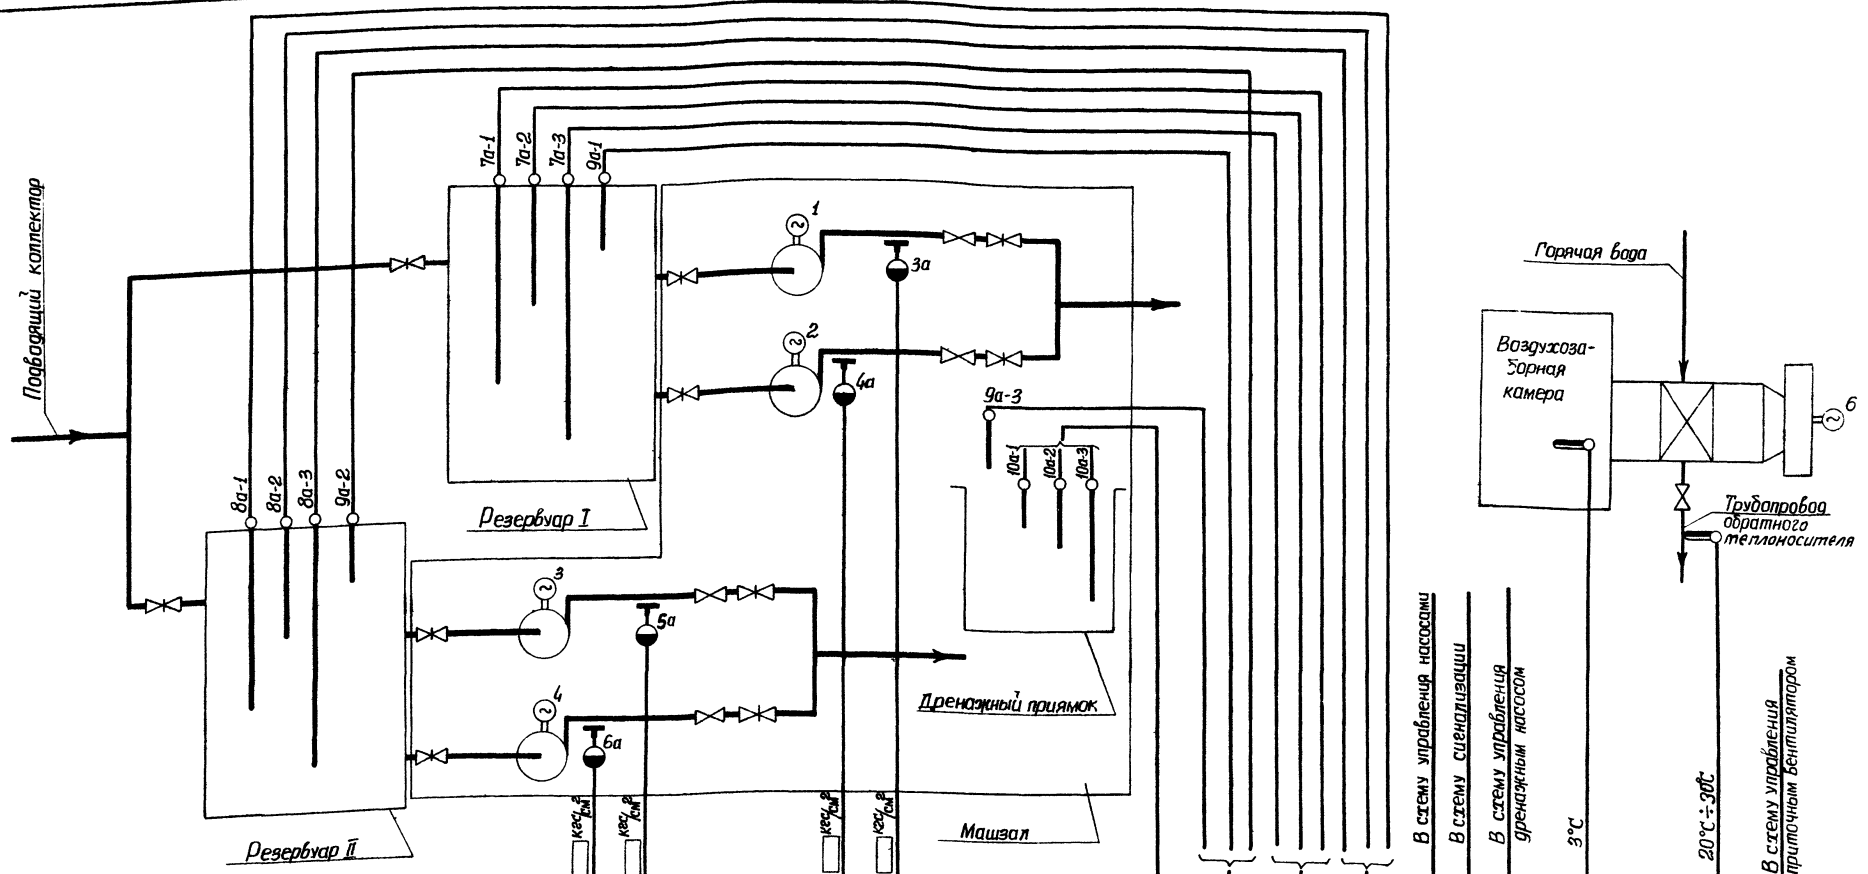 7а-1
7а-2
7а-3
9а-1
Подводящий коллектор
1
3а
2
4а
Горячая вода
Воздухоза-
борная
камера
6
9а-3
10а-1
10а-2
10а-3
8а-1
8а-2
8а-3
9а-2
Резервуар I
Трубопровод
обратного
теплоносителя
3
5а
4
6а
Дренажный приямок
Машзал
Резервуар II
кгс/см²
кгс/см²
кгс/см²
кгс/см²
В схему управления насосами
В схему сигнализации
В схему управления
дренажным насосом
3°С
20°С÷30°С
В схему управления
приточным вентилятором